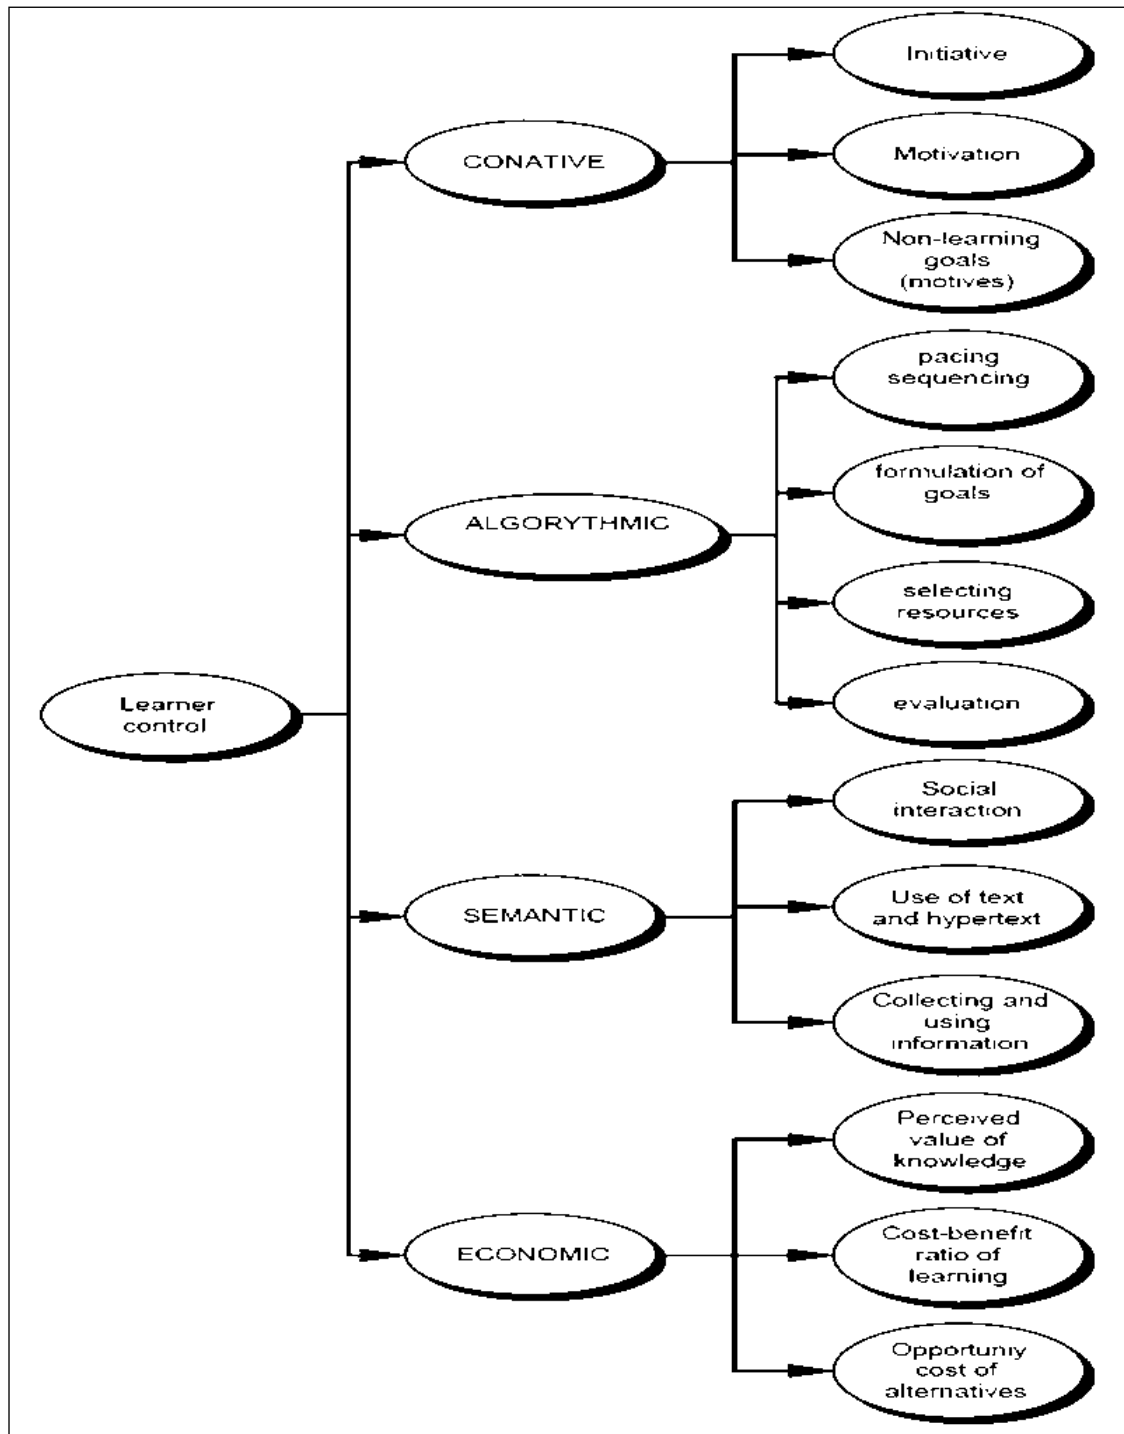 Initiative
CONATIVE
Motivation
Non-learning
goals
(motives)
pacing
sequencing
ALGORYTHMIC
formulation of
goals
selecting
resources
evaluation
Learner
control
Social
interaction
SEMANTIC
Use of text
and hypertext
Collecting and
using
information
Perceived
value of
knowledge
ECONOMIC
Cost-benefit
ratio of
learning
Opportuniy
cost of
alternatives